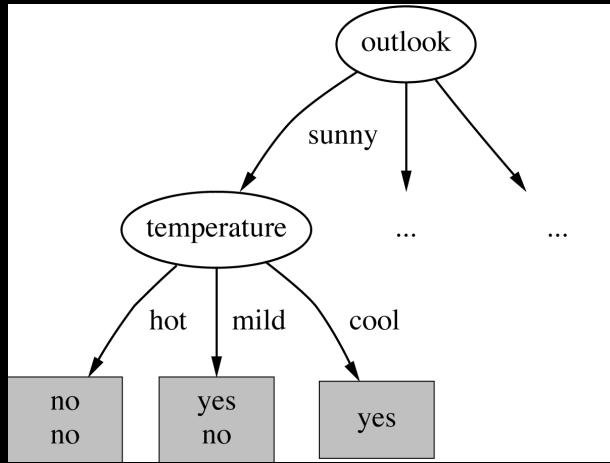 outlook
sunny
temperature
...
...
hot
mild
cool
no
no
yes
no
yes